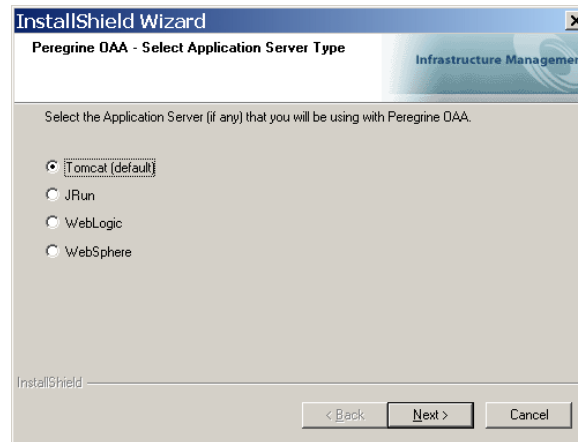 InstallShield Wizard
Peregrine OAA - Select Application Server Type
Infrastructure Managemen
Select the Application Server (if any) that you will be using with Peregrine OAA.
Tomcat (default)
JRun
WebLogic
WebSphere
InstallShield
< Back
Next >
Cancel